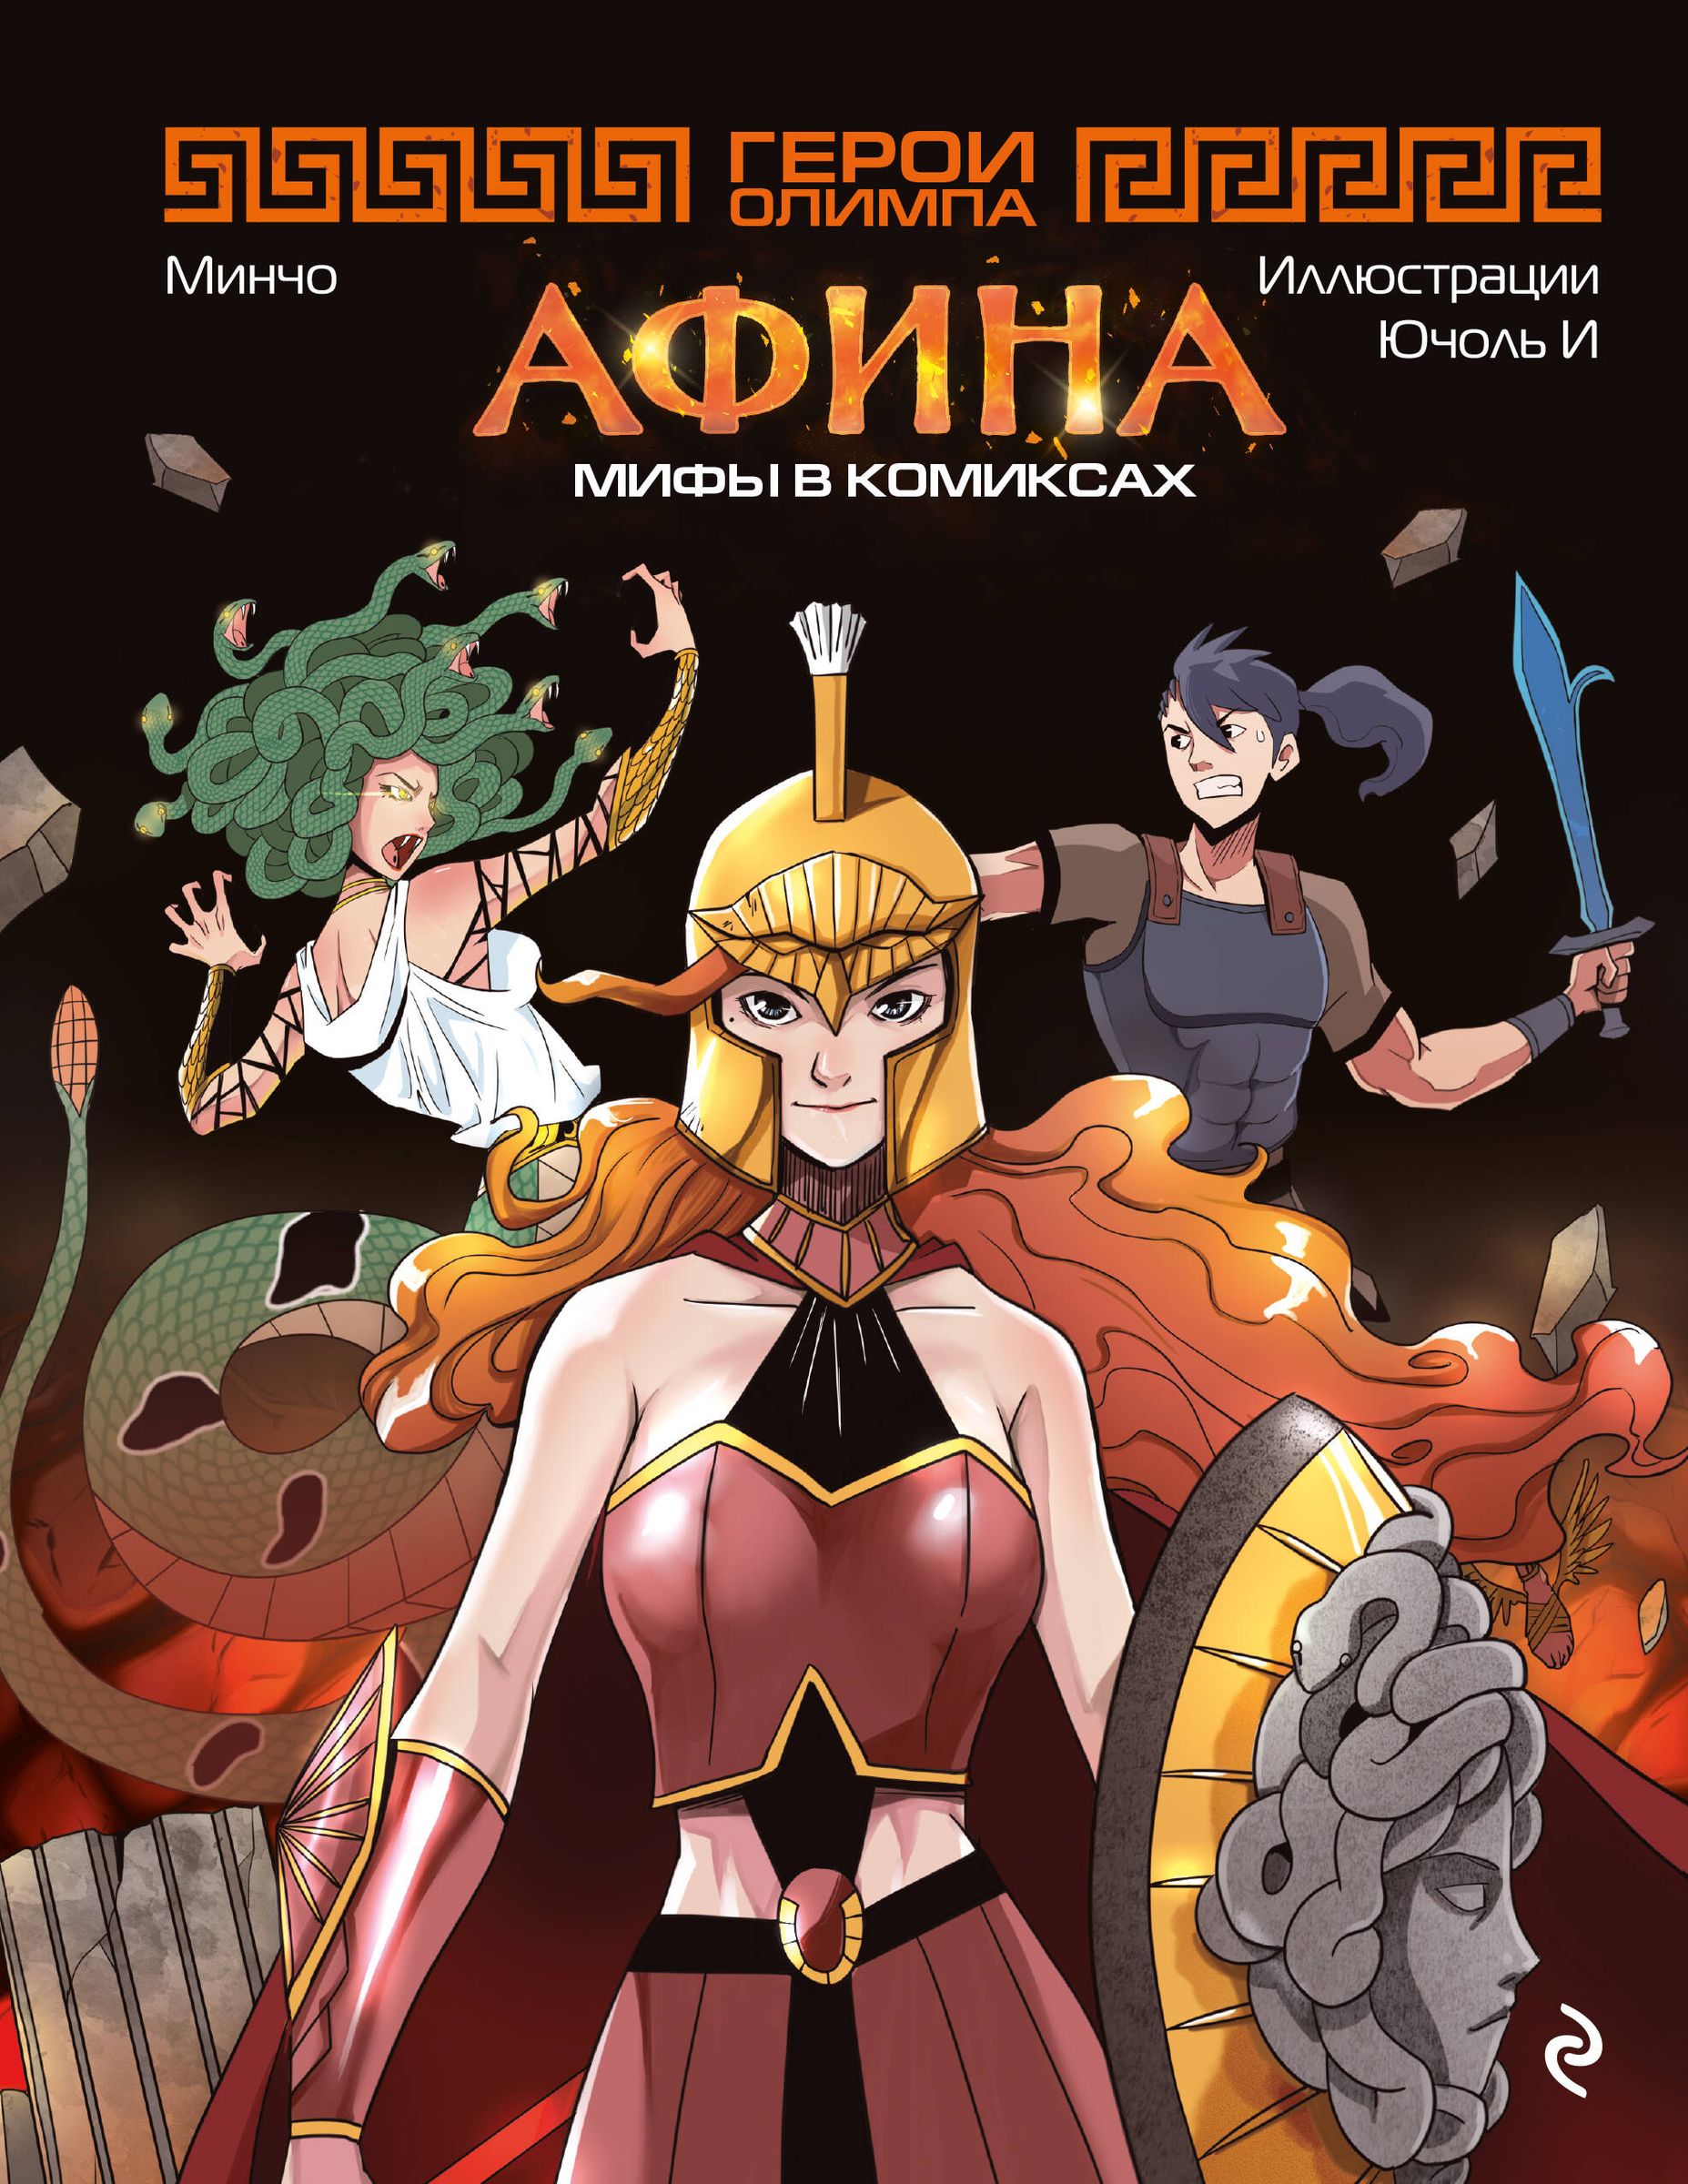 ГЕРОИ
ОЛИМПА
Минчо
Иллюстрации
Ючоль И
АФИНА
МИФЫ В КОМИКСАХ